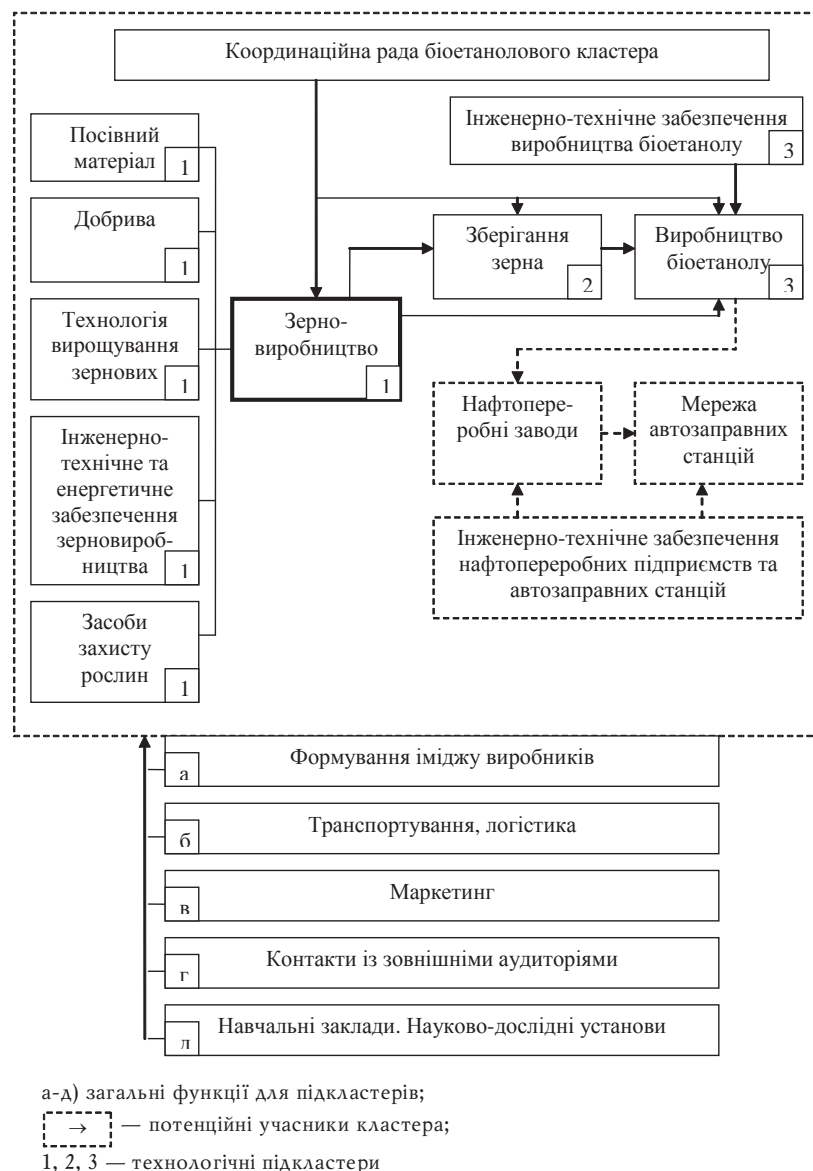 Координаційна рада біоетанолового кластера
Інженерно-технічне забезпечення
виробництва біоетанолу
3
Посівний
матеріал
1
Добрива
1
Технологія
вирощування
зернових
1
Інженерно-
технічне та
енергетичне
забезпечення
зерновироб-
ництва
1
Засоби
захисту
рослин
1
Зерно-
виробництво
1
Зберігання
зерна
2
Виробництво
біоетанолу
3
Нафтопере-
робні заводи
Мережа
автозаправних
станцій
Інженерно-технічне забезпечення
нафтопереробних підприємств та
автозаправних станцій
а
Формування іміджу виробників
б
Транспортування, логістика
в
Маркетинг
г
Контакти із зовнішніми аудиторіями
д
Навчальні заклади. Науково-дослідні установи
а-д) загальні функції для підкластерів;
→ — потенційні учасники кластера;
1, 2, 3 — технологічні підкластери